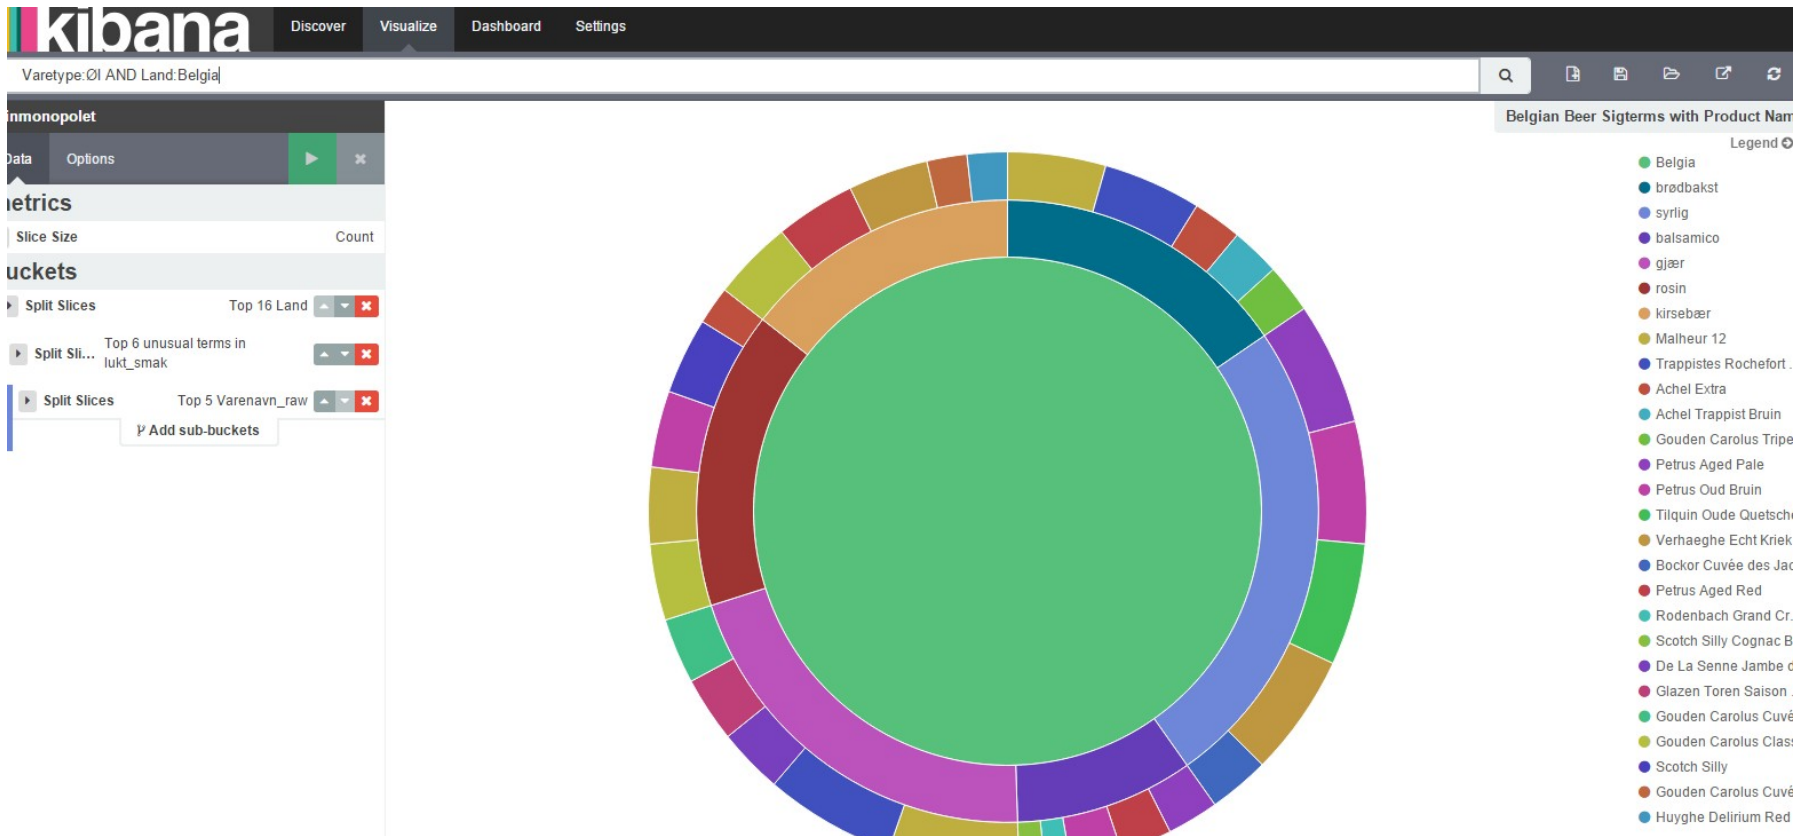 kibana Discover Visualize Dashboard Settings
Varetype:Øl AND Land:Belgia
inmonopolet
Data Options
etrics
Slice Size Count
uckets
Split Slices Top 16 Land
Split Sli... Top 6 unusual terms in
lukt_smak
Split Slices Top 5 Varenavn_raw
Add sub-buckets
Belgian Beer Sigterms with Product Nam
Legend
Belgia
brødbakst
syrlig
balsamico
gjær
rosin
kirsebær
Malheur 12
Trappistes Rochefort ..
Achel Extra
Achel Trappist Bruin
Gouden Carolus Tripe
Petrus Aged Pale
Petrus Oud Bruin
Tilquin Oude Quetsche
Verhaeghe Echt Kriek
Bockor Cuvée des Jac
Petrus Aged Red
Rodenbach Grand Cr..
Scotch Silly Cognac B
De La Senne Jambe d
Glazen Toren Saison ..
Gouden Carolus Cuvé
Gouden Carolus Class
Scotch Silly
Gouden Carolus Cuvé
Huyghe Delirium Red